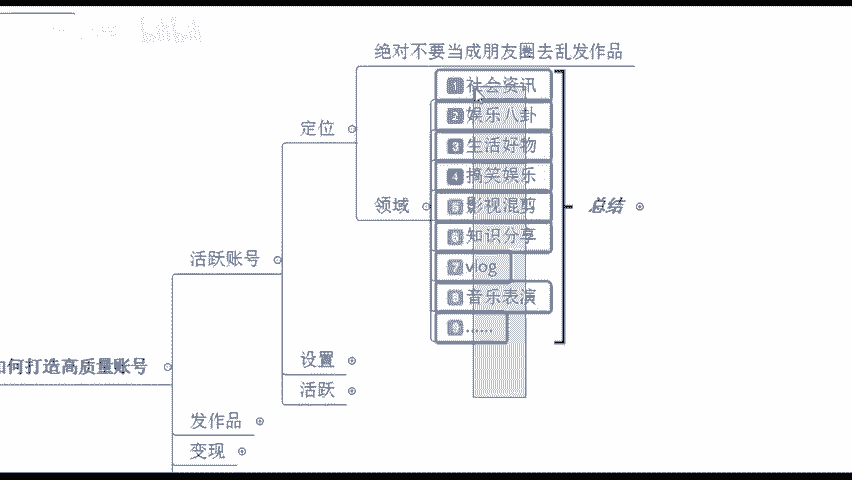 绝对不要当成朋友圈去乱发作品
1 社会资讯
2 娱乐八卦
定位
3 生活好物
4 搞笑娱乐
领域
5 影视混剪
总结
6 知识分享
活跃账号
7 vlog
8 音乐表演
9 ……
设置
如何打造高质量账号
活跃
发作品
变现